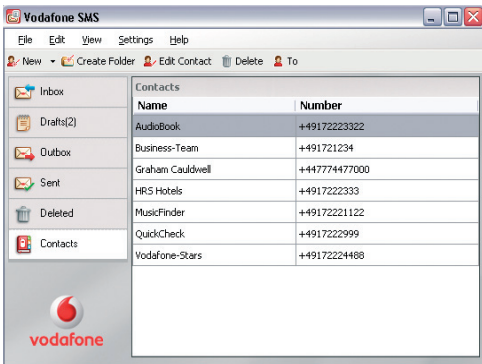 Vodafone SMS
File Edit View Settings Help
New Create Folder Edit Contact Delete To
Inbox
Drafts(2)
Outbox
Sent
Deleted
Contacts
vodafone
Contacts
Name Number
AudioBook +49172223322
Business-Team +491721234
Graham Cauldwell +447774477000
HRS Hotels +4917222333
MusicFinder +49172221122
QuickCheck +4917222999
Vodafone-Stars +49172224488